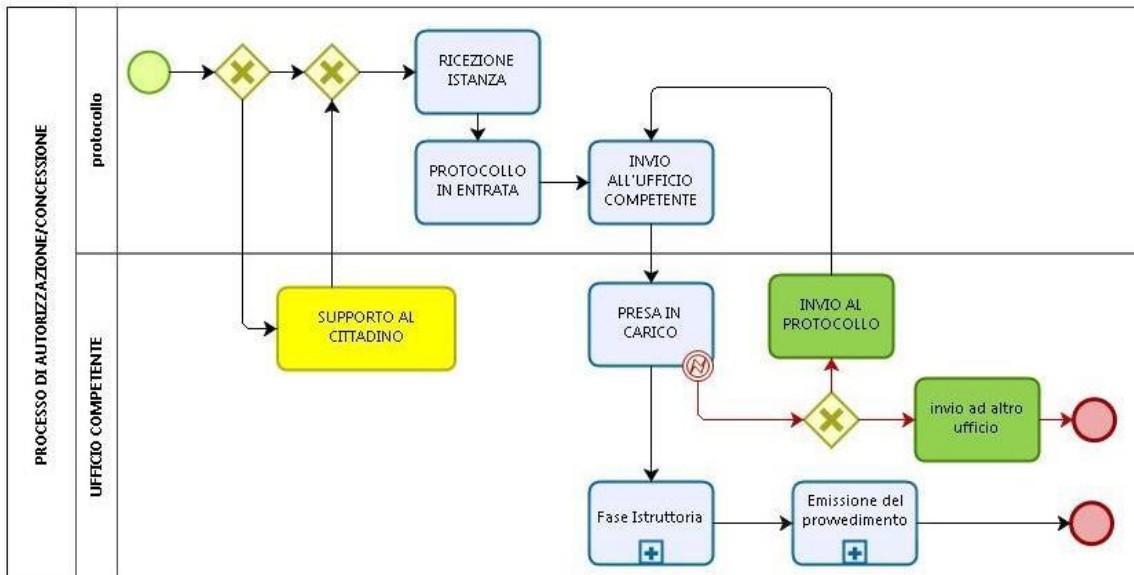 PROCESSO DI AUTORIZZAZIONE/CONCESSIONE
protocollo
RICEZIONE
ISTANZA
PROTOCOLLO
IN ENTRATA
INVIO
ALL'UFFICIO
COMPETENTE
UFFICIO COMPETENTE
SUPPORTO AL
CITTADINO
PRESA IN
CARICO
INVIO AL
PROTOCOLLO
invio ad altro
ufficio
Fase Istruttoria
Emissione del
provvedimento